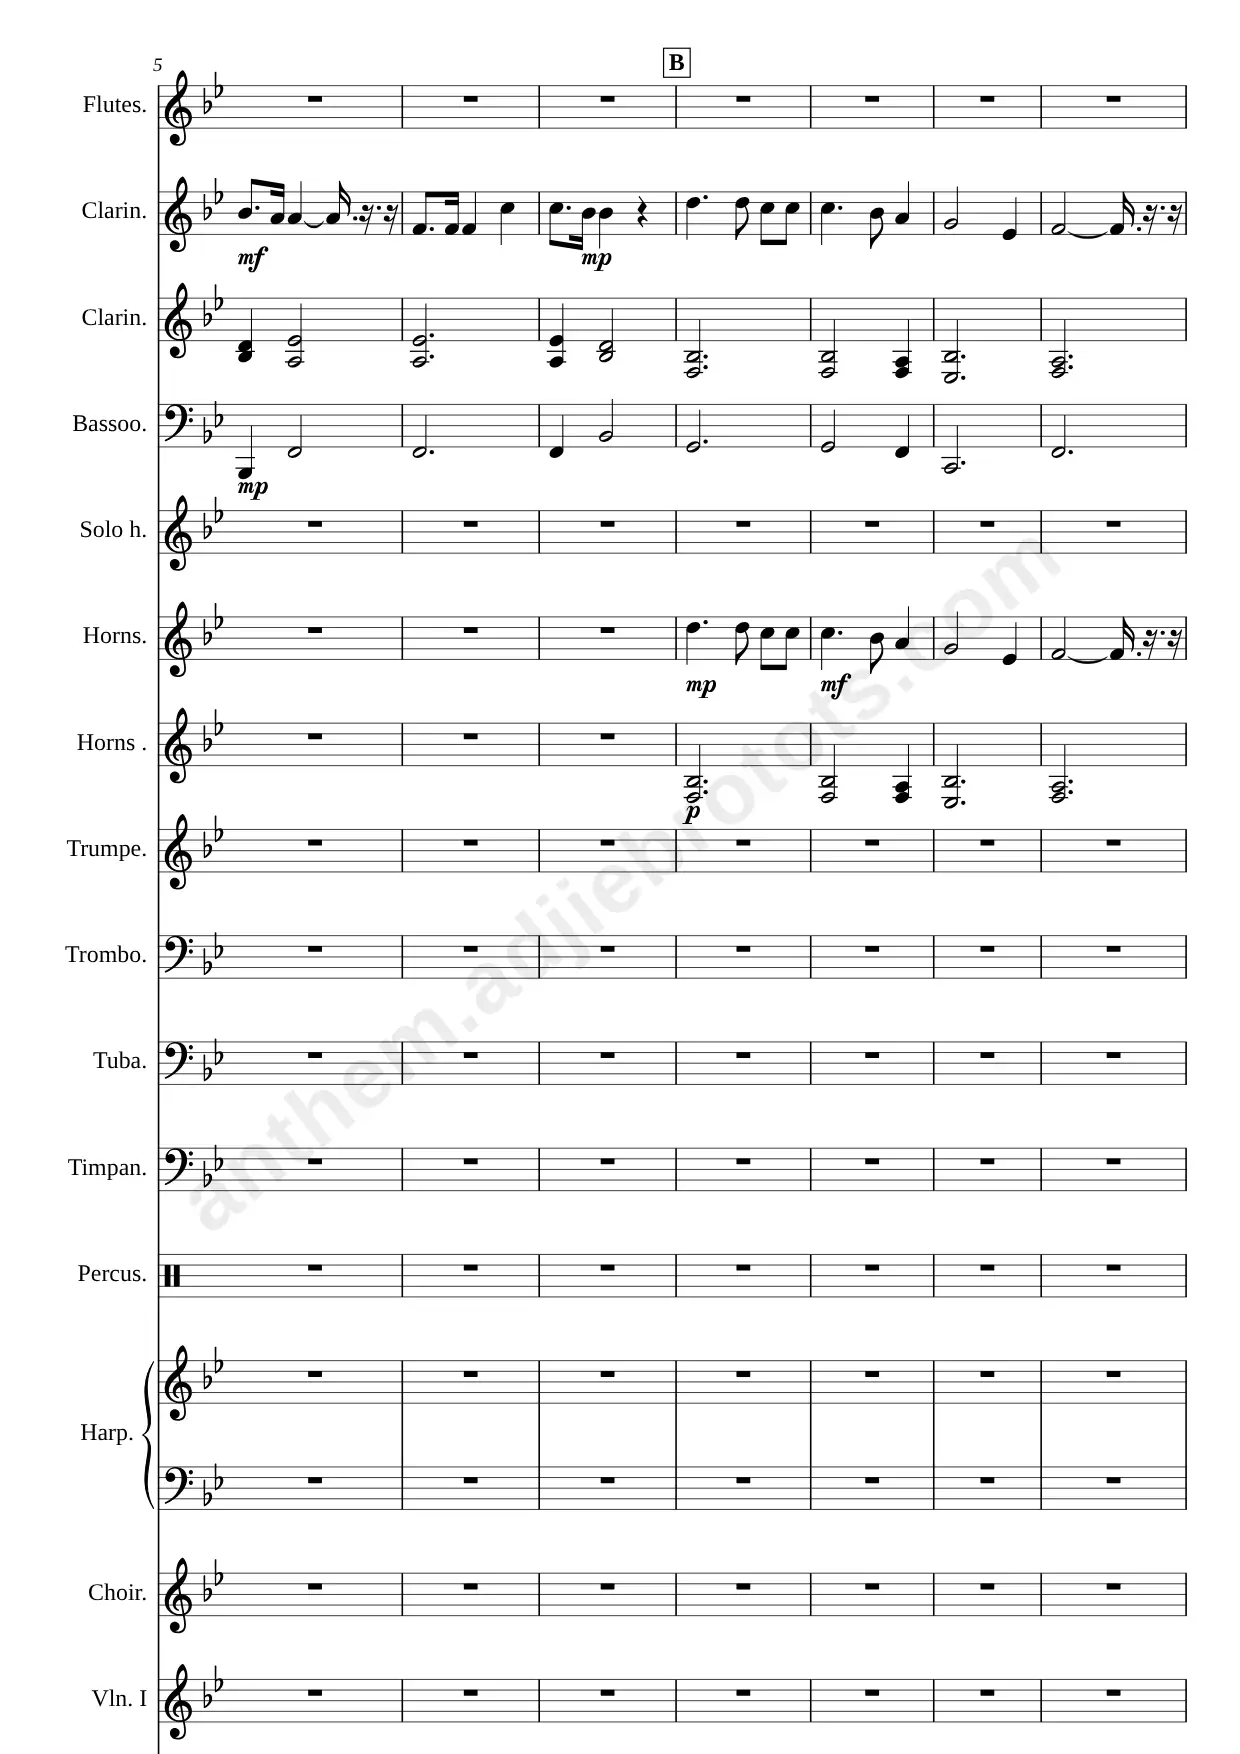 B
5
Flutes.
Clarin.
mf
mp
Clarin.
Bassoo.
mp
Solo h.
Horns.
mp
mf
Horns .
p
Trumpe.
Trombo.
Tuba.
Timpan.
Percus.
Harp.
Choir.
Vln. I
anthem.adjiebrotots.com